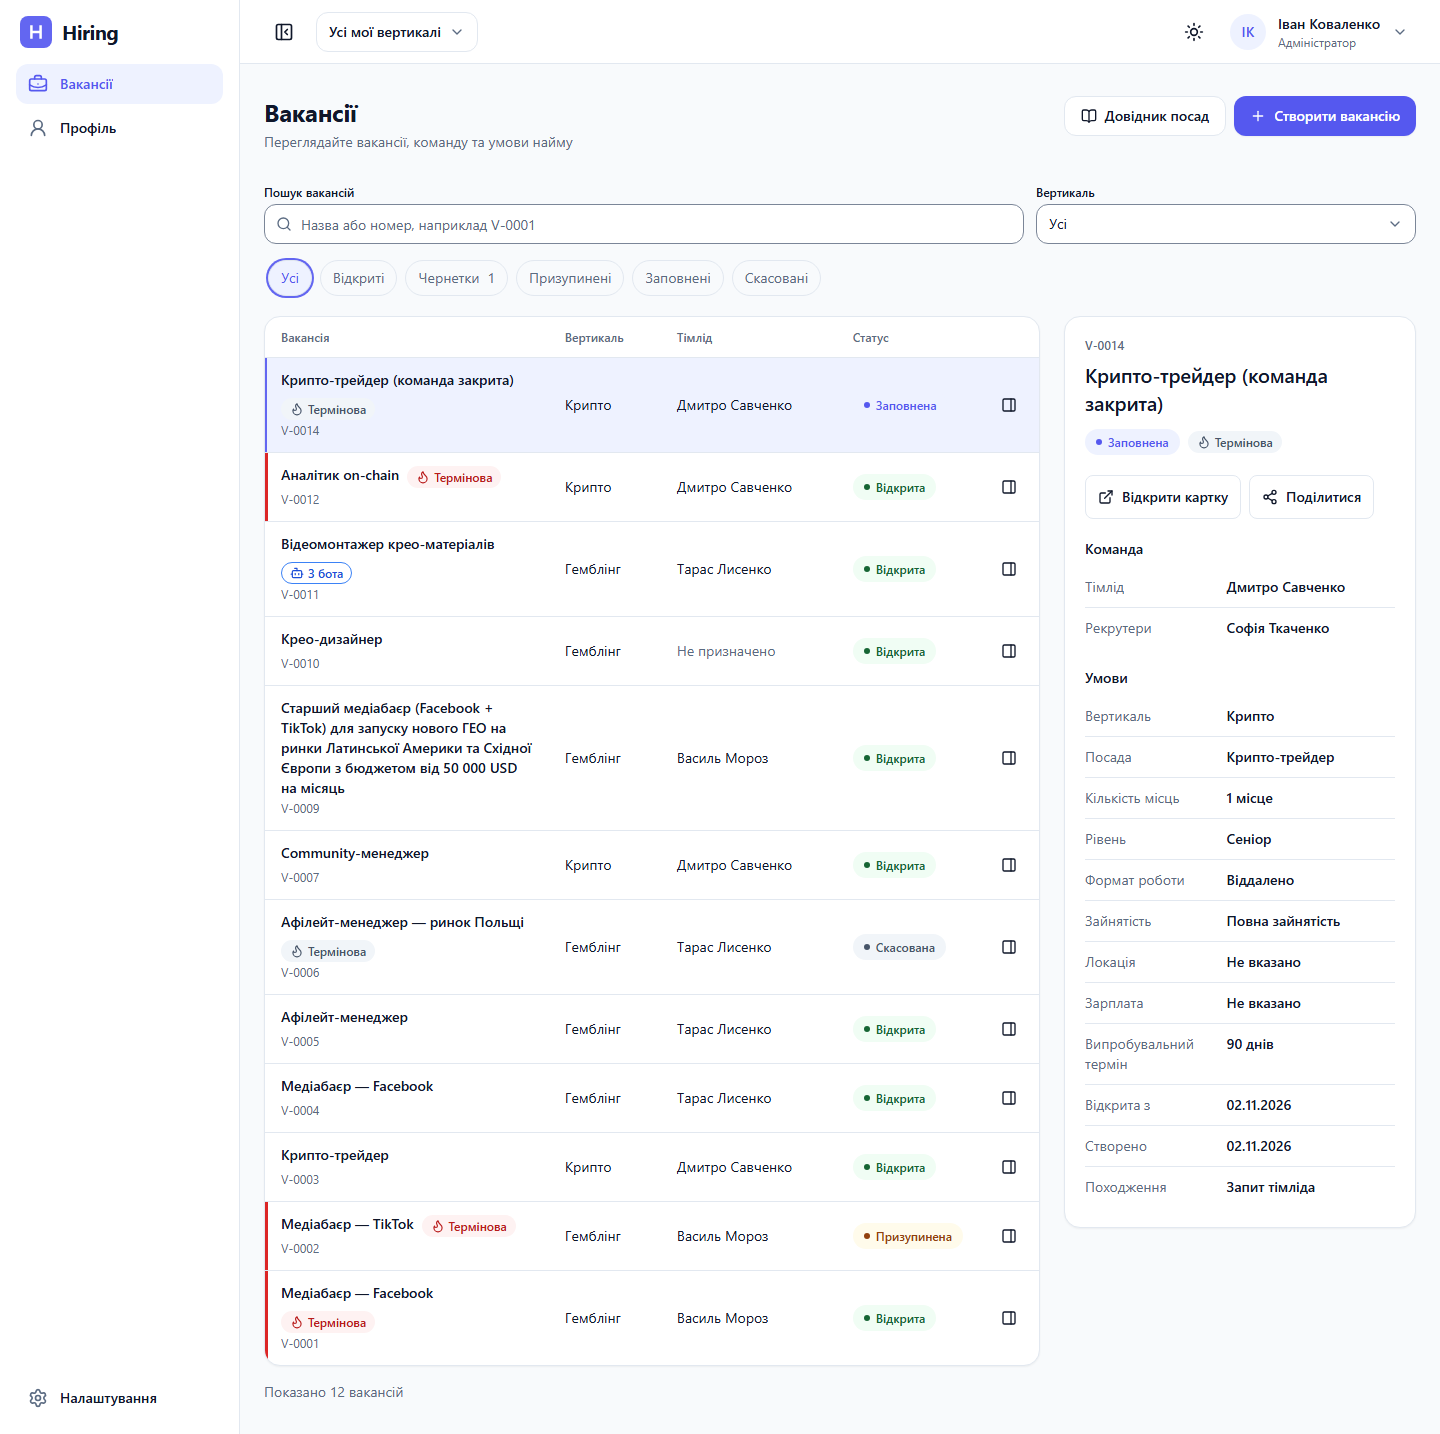 H Hiring
Вакансії
Профіль
Налаштування
Усі мої вертикалі
ІК
Іван Коваленко
Адміністратор
Вакансії
Переглядайте вакансії, команду та умови найму
Довідник посад
Створити вакансію
Пошук вакансій
Назва або номер, наприклад V-0001
Вертикаль
Усі
Усі
Відкриті
Чернетки 1
Призупинені
Заповнені
Скасовані
Вакансія Вертикаль Тімлід Статус
Крипто-трейдер (команда закрита)
Термінова
V-0014
Крипто Дмитро Савченко Заповнена
Аналітик on-chain Термінова
V-0012
Крипто Дмитро Савченко Відкрита
Відеомонтажер крео-матеріалів
3 бота
V-0011
Гемблінг Тарас Лисенко Відкрита
Крео-дизайнер
V-0010
Гемблінг Не призначено Відкрита
Старший медіабаєр (Facebook +
TikTok) для запуску нового ГЕО на
ринки Латинської Америки та Східної
Європи з бюджетом від 50 000 USD
на місяць
V-0009
Гемблінг Василь Мороз Відкрита
Community-менеджер
V-0007
Крипто Дмитро Савченко Відкрита
Афілейт-менеджер — ринок Польщі
Термінова
V-0006
Гемблінг Тарас Лисенко Скасована
Афілейт-менеджер
V-0005
Гемблінг Тарас Лисенко Відкрита
Медіабаєр — Facebook
V-0004
Гемблінг Тарас Лисенко Відкрита
Крипто-трейдер
V-0003
Крипто Дмитро Савченко Відкрита
Медіабаєр — TikTok Термінова
V-0002
Гемблінг Василь Мороз Призупинена
Медіабаєр — Facebook
Термінова
V-0001
Гемблінг Василь Мороз Відкрита
Показано 12 вакансій
V-0014
Крипто-трейдер (команда
закрита)
Заповнена Термінова
Відкрити картку Поділитися
Команда
Тімлід Дмитро Савченко
Рекрутери Софія Ткаченко
Умови
Вертикаль Крипто
Посада Крипто-трейдер
Кількість місць 1 місце
Рівень Сеніор
Формат роботи Віддалено
Зайнятість Повна зайнятість
Локація Не вказано
Зарплата Не вказано
Випробувальний
термін
90 днів
Відкрита з 02.11.2026
Створено 02.11.2026
Походження Запит тімліда